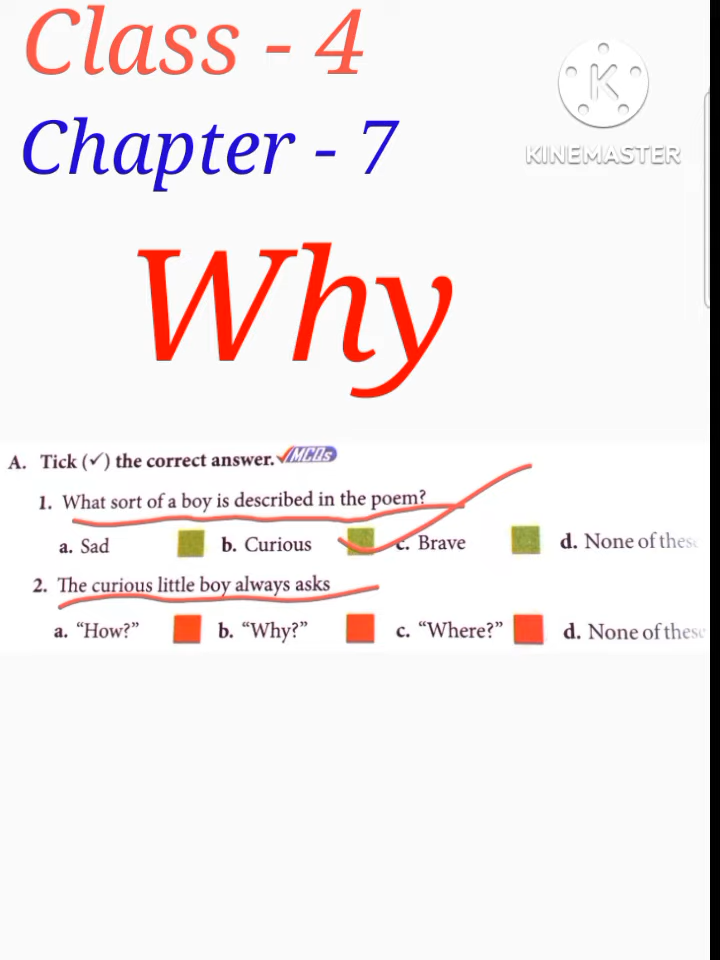 Class - 4
Chapter - 7
KINEMASTER
Why
A. Tick (✓) the correct answer. MCQs
1. What sort of a boy is described in the poem?
a. Sad b. Curious c. Brave d. None of these
2. The curious little boy always asks
a. “How?” b. “Why?” c. “Where?” d. None of these